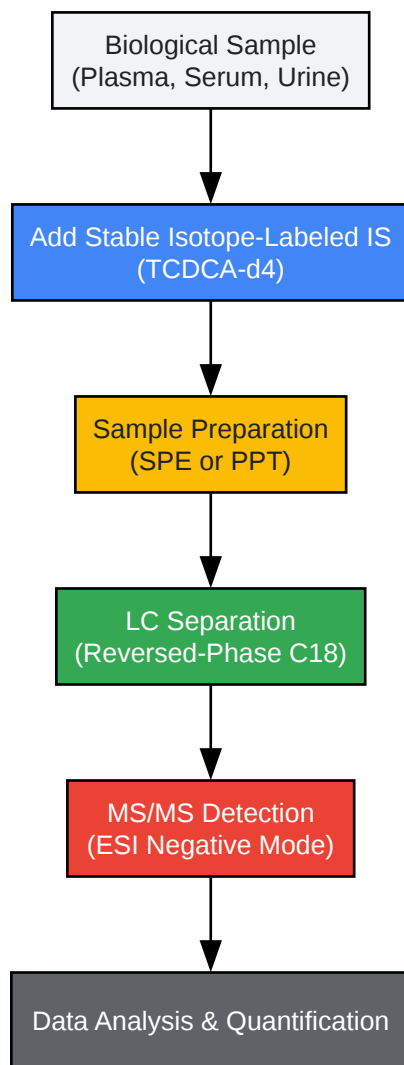 Biological Sample
(Plasma, Serum, Urine)
Add Stable Isotope-Labeled IS
(TCDCA-d4)
Sample Preparation
(SPE or PPT)
LC Separation
(Reversed-Phase C18)
MS/MS Detection
(ESI Negative Mode)
Data Analysis & Quantification